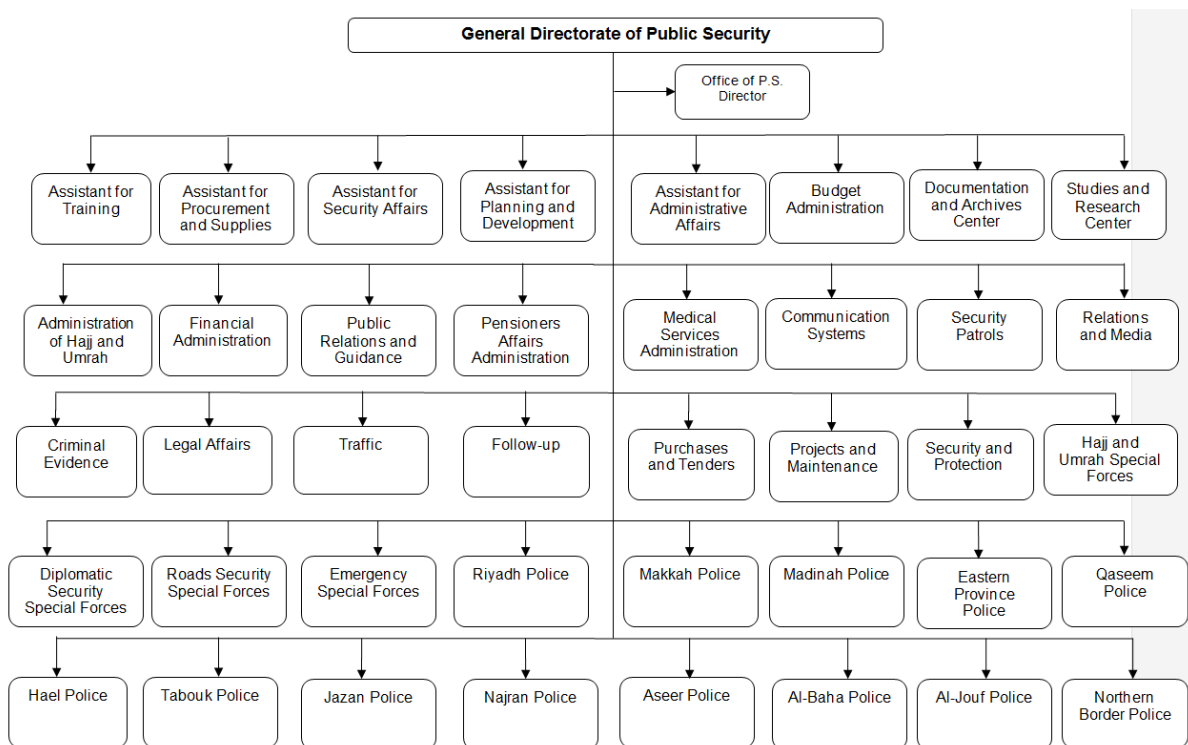 General Directorate of Public Security
Office of P.S.
Director
Assistant for
Training
Assistant for
Procurement
and Supplies
Assistant for
Security Affairs
Assistant for
Planning and
Development
Assistant for
Administrative
Affairs
Budget
Administration
Documentation
and Archives
Center
Studies and
Research
Center
Administration
of Hajj and
Umrah
Financial
Administration
Public
Relations and
Guidance
Pensioners
Affairs
Administration
Medical
Services
Administration
Communication
Systems
Security
Patrols
Relations
and Media
Criminal
Evidence
Legal Affairs
Traffic
Follow-up
Purchases
and Tenders
Projects and
Maintenance
Security and
Protection
Hajj and
Umrah Special
Forces
Diplomatic
Security
Special Forces
Roads Security
Special Forces
Emergency
Special Forces
Riyadh Police
Makkah Police
Madinah Police
Eastern
Province
Police
Qaseem
Police
Hael Police
Tabouk Police
Jazan Police
Najran Police
Aseer Police
Al-Baha Police
Al-Jouf Police
Northern
Border Police